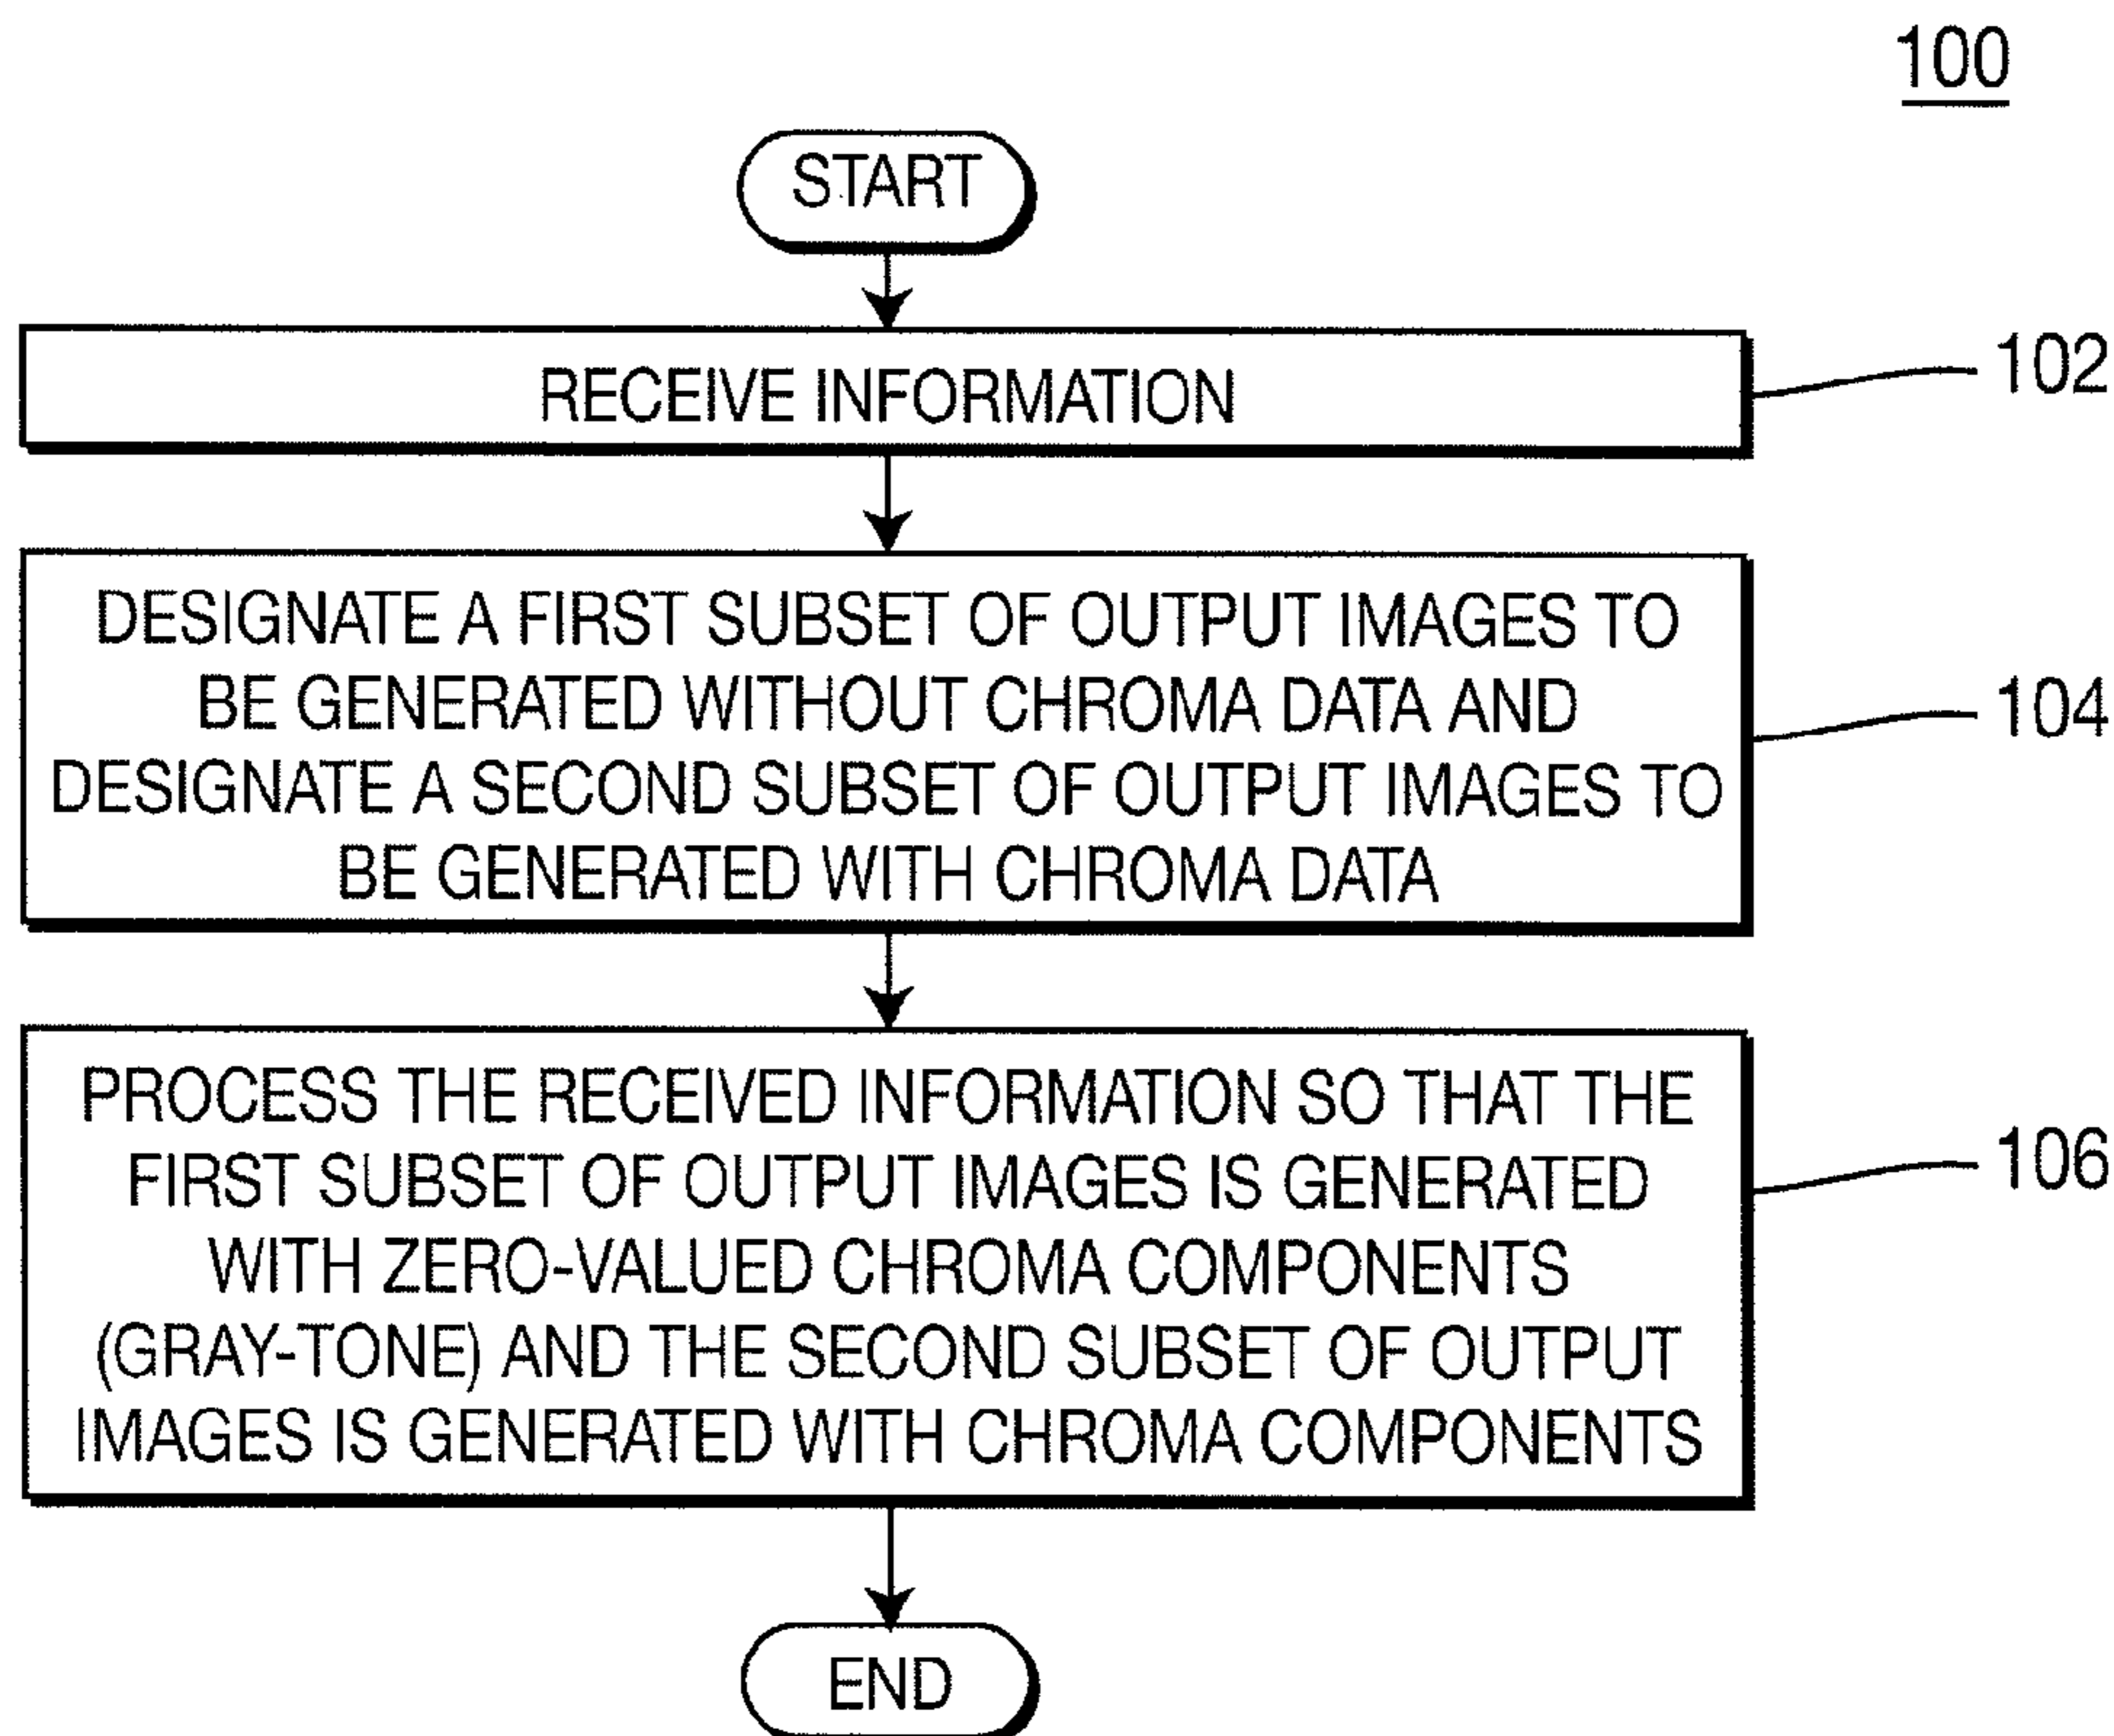 100
START
RECEIVE INFORMATION
102
DESIGNATE A FIRST SUBSET OF OUTPUT IMAGES TO
BE GENERATED WITHOUT CHROMA DATA AND
DESIGNATE A SECOND SUBSET OF OUTPUT IMAGES TO
BE GENERATED WITH CHROMA DATA
104
PROCESS THE RECEIVED INFORMATION SO THAT THE
FIRST SUBSET OF OUTPUT IMAGES IS GENERATED
WITH ZERO-VALUED CHROMA COMPONENTS
(GRAY-TONE) AND THE SECOND SUBSET OF OUTPUT
IMAGES IS GENERATED WITH CHROMA COMPONENTS
106
END